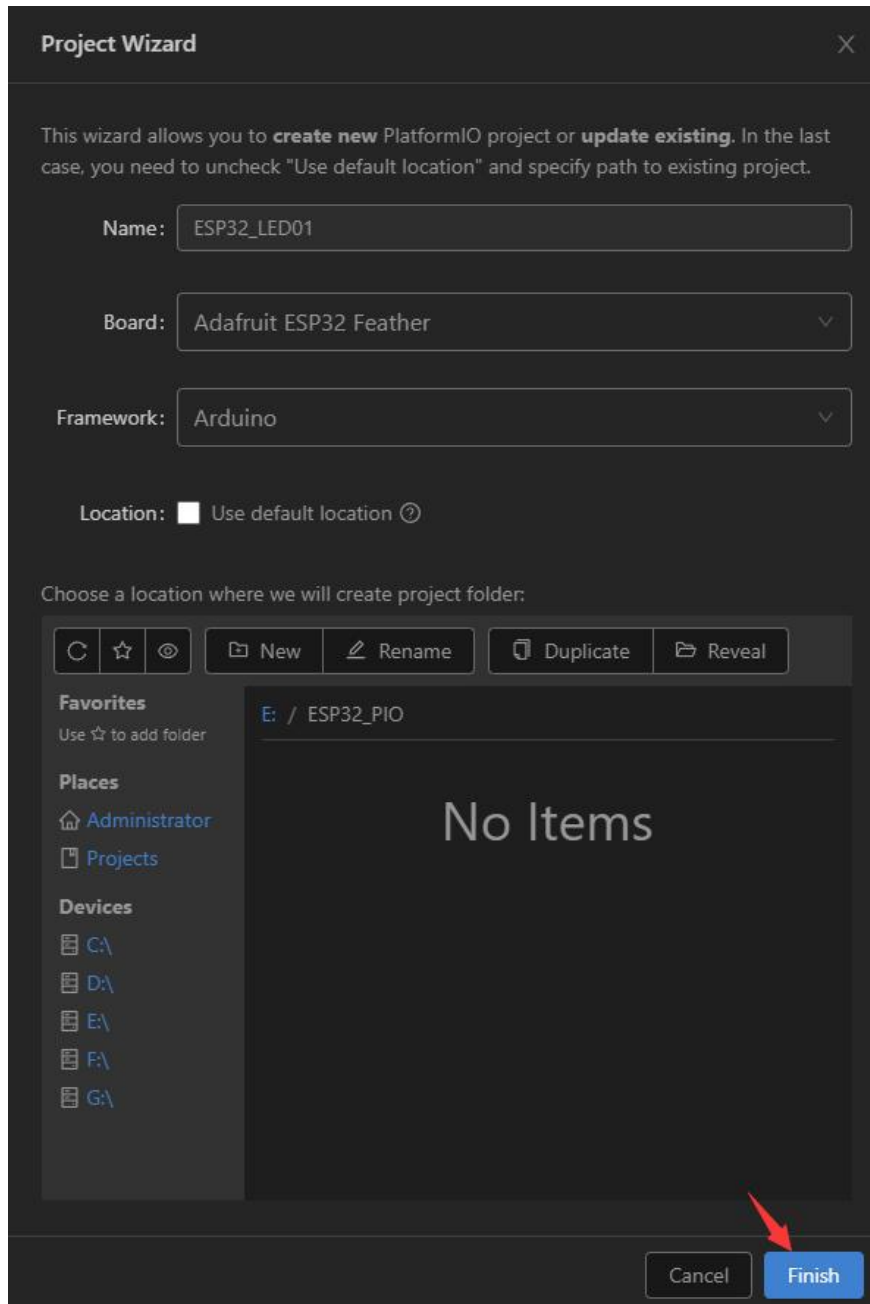 Project Wizard
This wizard allows you to create new PlatformIO project or update existing. In the last
case, you need to uncheck "Use default location" and specify path to existing project.
Name: ESP32_LED01
Board: Adafruit ESP32 Feather
Framework: Arduino
Location: Use default location
Choose a location where we will create project folder:
New Rename Duplicate Reveal
Favorites
Use ☆ to add folder
Places
Administrator
Projects
Devices
C:\
D:\
E:\
F:\
G:\
E: / ESP32_PIO
No Items
Cancel Finish